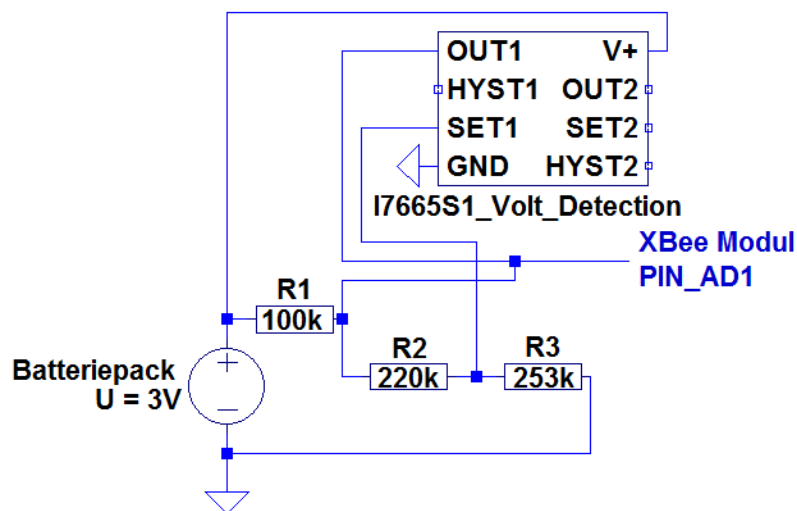 OUT1 V+
HYST1 OUT2
SET1 SET2
GND HYST2
I7665S1_Volt_Detection
XBee Modul
PIN_AD1
R1
100k
R2 R3
220k 253k
Batteriepack
U = 3V